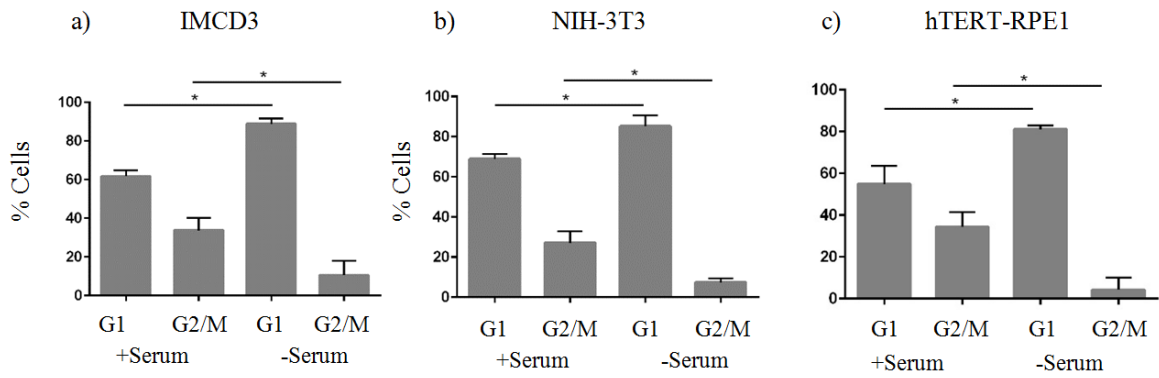 a) IMCD3
% Cells
100
80
60
40
20
0
*
*
G1 G2/M G1 G2/M
+Serum -Serum
b) NIH-3T3
% Cells
100
80
60
40
20
0
*
*
G1 G2/M G1 G2/M
+Serum -Serum
c) hTERT-RPE1
100
80
60
40
20
0
*
*
G1 G2/M G1 G2/M
+Serum -Serum